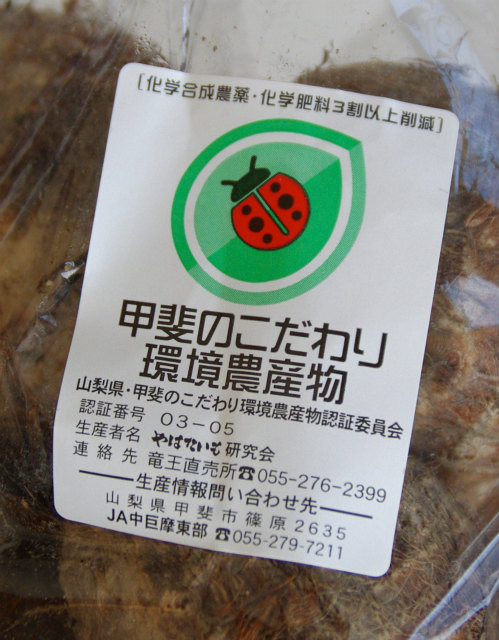 ［化学合成農薬・化学肥料3割以上削減］
甲斐のこだわり
環境農産物
山梨県・甲斐のこだわり環境農産物認証委員会
認証番号 03-05
生産者名 やはたいも研究会
連絡先 竜王直売所☎055-276-2399
生産情報問い合わせ先
山梨県甲斐市篠原2635
JA中巨摩東部 ☎055-279-7211